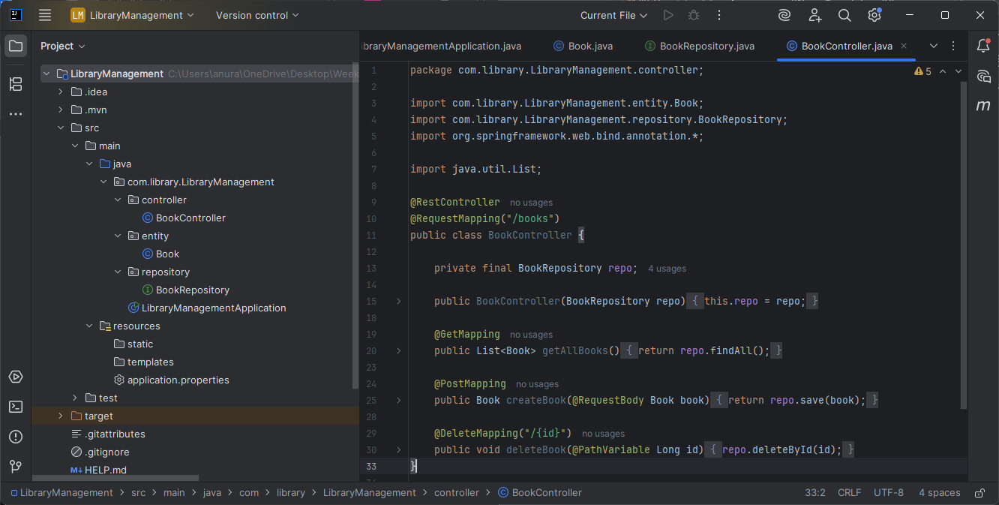 LM LibraryManagement Version control Current File
Project
LibraryManagement C:\Users\anura\OneDrive\Desktop\Week
.idea
.mvn
src
main
java
com.library.LibraryManagement
controller
BookController
entity
Book
repository
BookRepository
LibraryManagementApplication
resources
static
templates
application.properties
test
target
.gitattributes
.gitignore
M↓ HELP.md
ibraryManagementApplication.java Book.java BookRepository.java BookController.java
5
1 package com.library.LibraryManagement.controller;
2
3 import com.library.LibraryManagement.entity.Book;
4 import com.library.LibraryManagement.repository.BookRepository;
5 import org.springframework.web.bind.annotation.*;
6
7 import java.util.List;
8
9 @RestController no usages
10 @RequestMapping("/books")
11 public class BookController {
12
13 private final BookRepository repo; 4 usages
14
15 public BookController(BookRepository repo) { this.repo = repo; }
18
19 @GetMapping no usages
20 public List<Book> getAllBooks() { return repo.findAll(); }
23
24 @PostMapping no usages
25 public Book createBook(@RequestBody Book book) { return repo.save(book); }
28
29 @DeleteMapping("/{id}") no usages
30 public void deleteBook(@PathVariable Long id) { repo.deleteById(id); }
33 }
m
LibraryManagement > src > main > java > com > library > LibraryManagement > controller > BookController 33:2 CRLF UTF-8 4 spaces